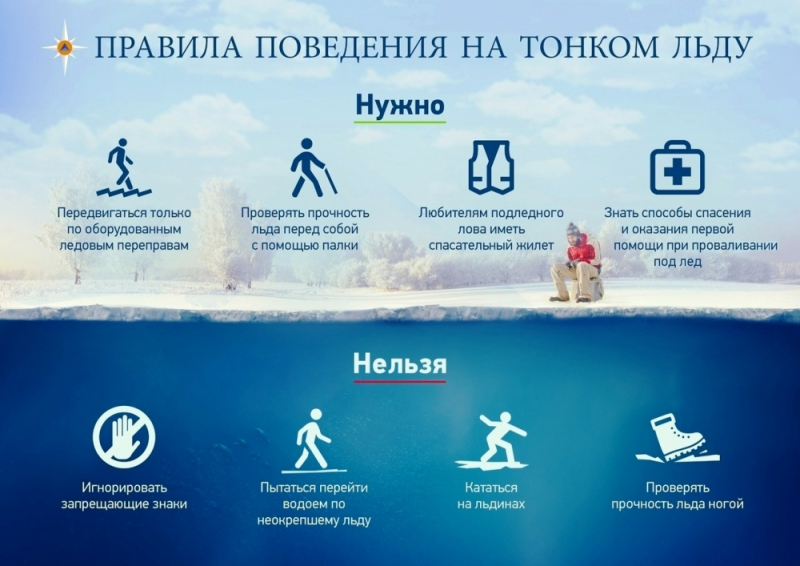 ПРАВИЛА ПОВЕДЕНИЯ НА ТОНКОМ ЛЬДУ
Нужно
Передвигаться только
по оборудованным
ледовым переправам
Проверять прочность
льда перед собой
с помощью палки
Любителям подледного
лова иметь
спасательный жилет
Знать способы спасения
и оказания первой
помощи при проваливании
под лед
Нельзя
Игнорировать
запрещающие знаки
Пытаться перейти
водоем по
неокрепшему льду
Кататься
на льдинах
Проверять
прочность льда ногой